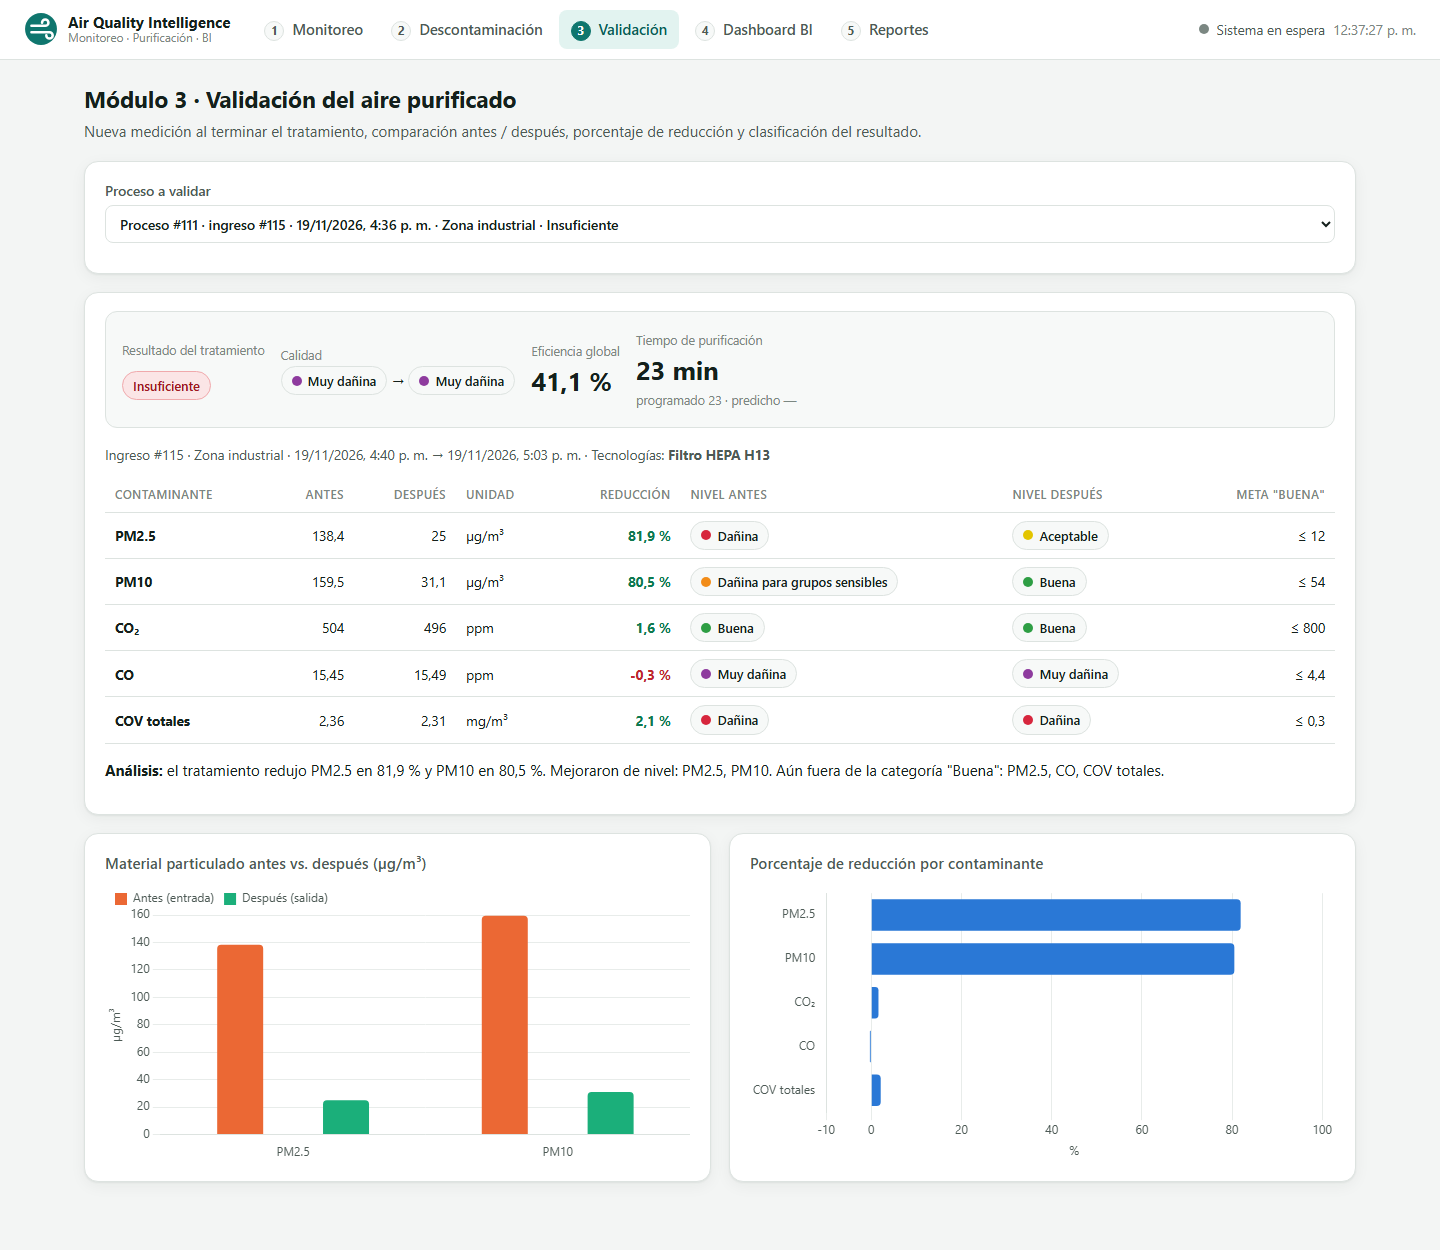 Air Quality Intelligence
Monitoreo · Purificación · BI
1 Monitoreo
2 Descontaminación
3 Validación
4 Dashboard BI
5 Reportes
Sistema en espera 12:37:27 p. m.
Módulo 3 · Validación del aire purificado
Nueva medición al terminar el tratamiento, comparación antes / después, porcentaje de reducción y clasificación del resultado.
Proceso a validar
Proceso #111 · ingreso #115 · 19/11/2026, 4:36 p. m. · Zona industrial · Insuficiente
Resultado del tratamiento
Insuficiente
Calidad
Muy dañina → Muy dañina
Eficiencia global
41,1 %
Tiempo de purificación
23 min
programado 23 · predicho —
Ingreso #115 · Zona industrial · 19/11/2026, 4:40 p. m. → 19/11/2026, 5:03 p. m. · Tecnologías: Filtro HEPA H13
CONTAMINANTE ANTES DESPUÉS UNIDAD REDUCCIÓN NIVEL ANTES NIVEL DESPUÉS META "BUENA"
PM2.5 138,4 25 µg/m³ 81,9 % Dañina Aceptable ≤ 12
PM10 159,5 31,1 µg/m³ 80,5 % Dañina para grupos sensibles Buena ≤ 54
CO₂ 504 496 ppm 1,6 % Buena Buena ≤ 800
CO 15,45 15,49 ppm -0,3 % Muy dañina Muy dañina ≤ 4,4
COV totales 2,36 2,31 mg/m³ 2,1 % Dañina Dañina ≤ 0,3
Análisis: el tratamiento redujo PM2.5 en 81,9 % y PM10 en 80,5 %. Mejoraron de nivel: PM2.5, PM10. Aún fuera de la categoría "Buena": PM2.5, CO, COV totales.
Material particulado antes vs. después (µg/m³)
Antes (entrada) Después (salida)
160
140
120
100
80
60
40
20
0
µg/m³
PM2.5 PM10
Porcentaje de reducción por contaminante
PM2.5
PM10
CO₂
CO
COV totales
-10 0 20 40 60 80 100
%